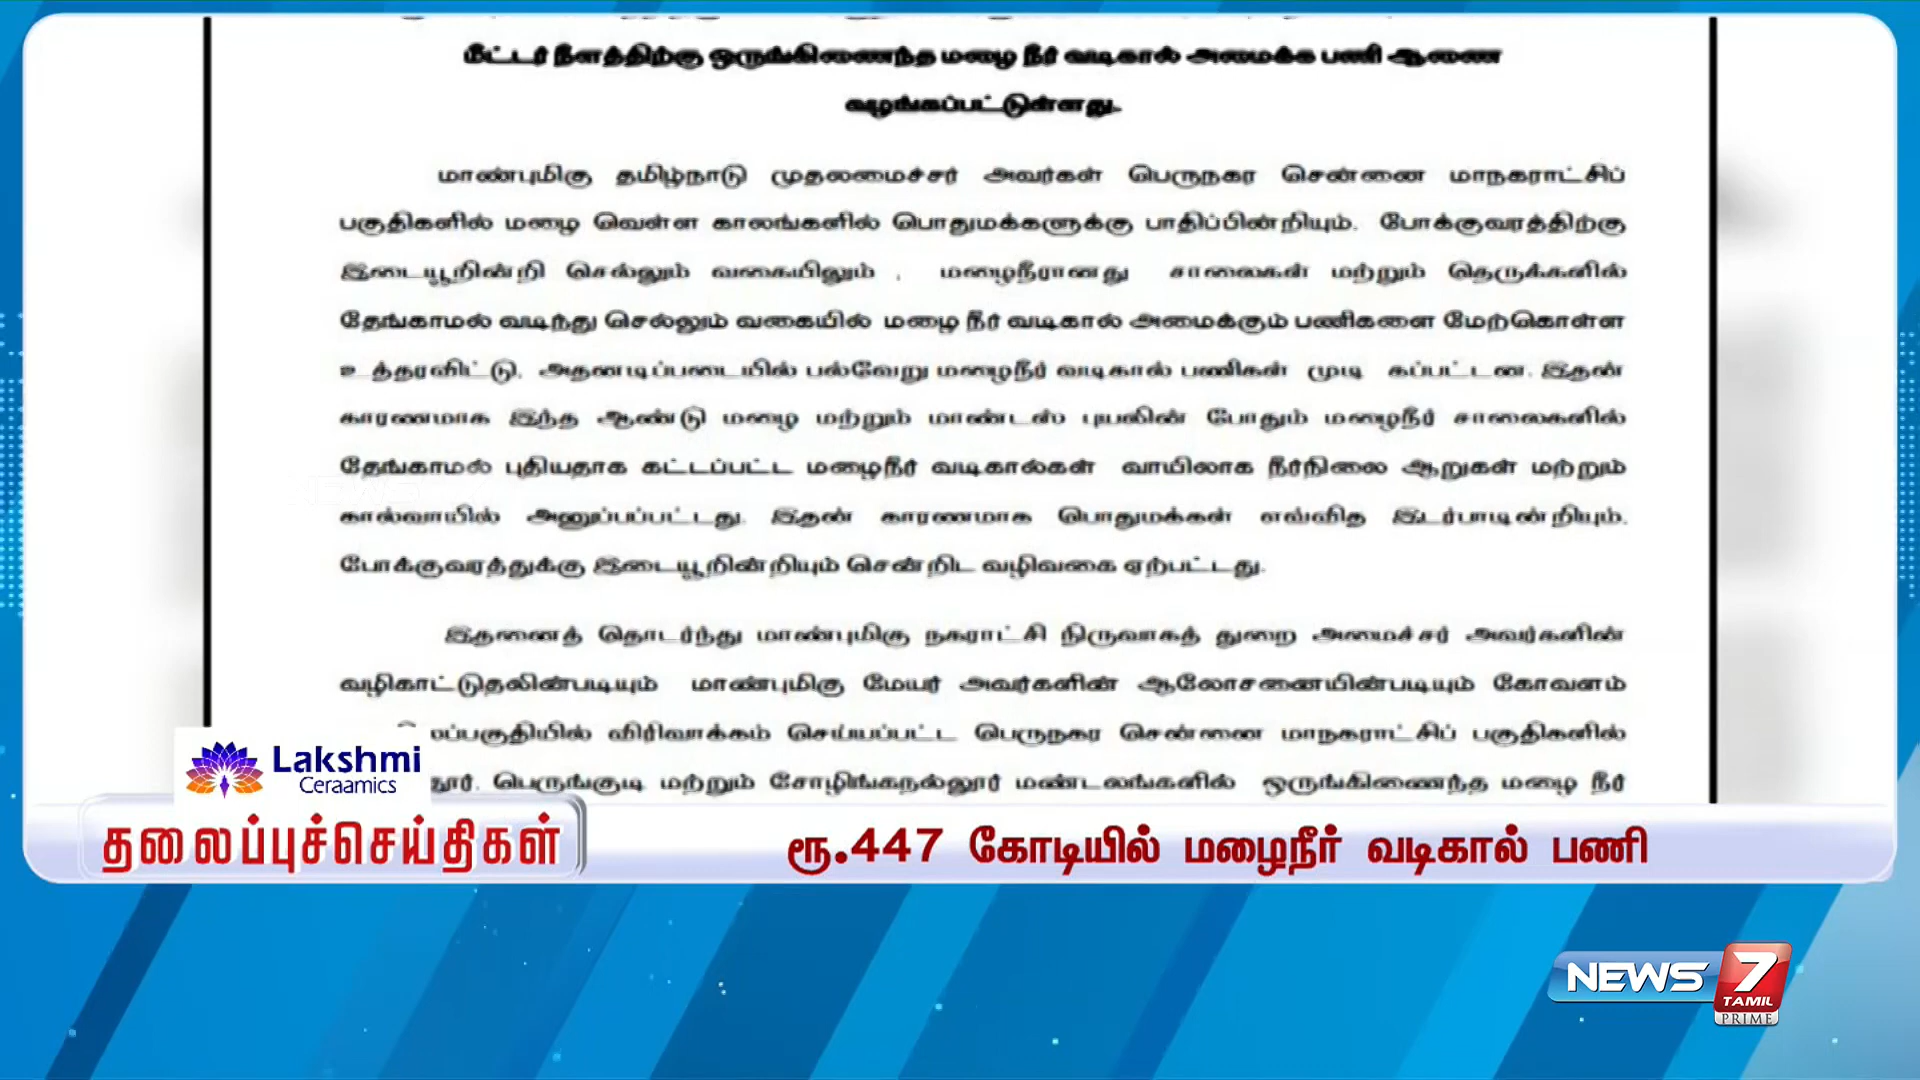 மீட்டர் நீளத்திற்கு ஒருங்கிணைந்த மழை நீர் வடிகால் அமைக்க பணி ஆணை
வழங்கப்பட்டுள்ளது.
மாண்புமிகு தமிழ்நாடு முதலமைச்சர் அவர்கள் பெருநகர சென்னை மாநகராட்சிப்
பகுதிகளில் மழை வெள்ள காலங்களில் பொதுமக்களுக்கு பாதிப்பின்றியும், போக்குவரத்திற்கு
இடையூறின்றி செல்லும் வகையிலும் , மழைநீரானது சாலைகள் மற்றும் தெருக்களில்
தேங்காமல் வடிந்து செல்லும் வகையில் மழை நீர் வடிகால் அமைக்கும் பணிகளை மேற்கொள்ள
உத்தரவிட்டு, அதனடிப்படையில் பல்வேறு மழைநீர் வடிகால் பணிகள் முடி க்கப்பட்டன. இதன்
காரணமாக இந்த ஆண்டு மழை மற்றும் மாண்டஸ் புயலின் போதும் மழைநீர் சாலைகளில்
தேங்காமல் புதியதாக கட்டப்பட்ட மழைநீர் வடிகால்கள் வாயிலாக நீர்நிலை ஆறுகள் மற்றும்
கால்வாயில் அனுப்பப்பட்டது. இதன் காரணமாக பொதுமக்கள் எவ்வித இடர்பாடின்றியும்,
போக்குவரத்துக்கு இடையூறின்றியும் சென்றிட வழிவகை ஏற்பட்டது.
இதனைத் தொடர்ந்து மாண்புமிகு நகராட்சி நிருவாகத் துறை அமைச்சர் அவர்களின்
வழிகாட்டுதலின்படியும் மாண்புமிகு மேயர் அவர்களின் ஆலோசனையின்படியும் கோவளம்
விரிவாக்கம் செய்யப்பட்ட பெருநகர சென்னை மாநகராட்சிப் பகுதிகளில்
பெருங்குடி மற்றும் சோழிங்கநல்லூர் மண்டலங்களில் ஒருங்கிணைந்த மழை நீர்
Lakshmi
Ceraamics
தலைப்புச்செய்திகள்
ரூ.447 கோடியில் மழைநீர் வடிகால் பணி
NEWS 7
TAMIL
PRIME